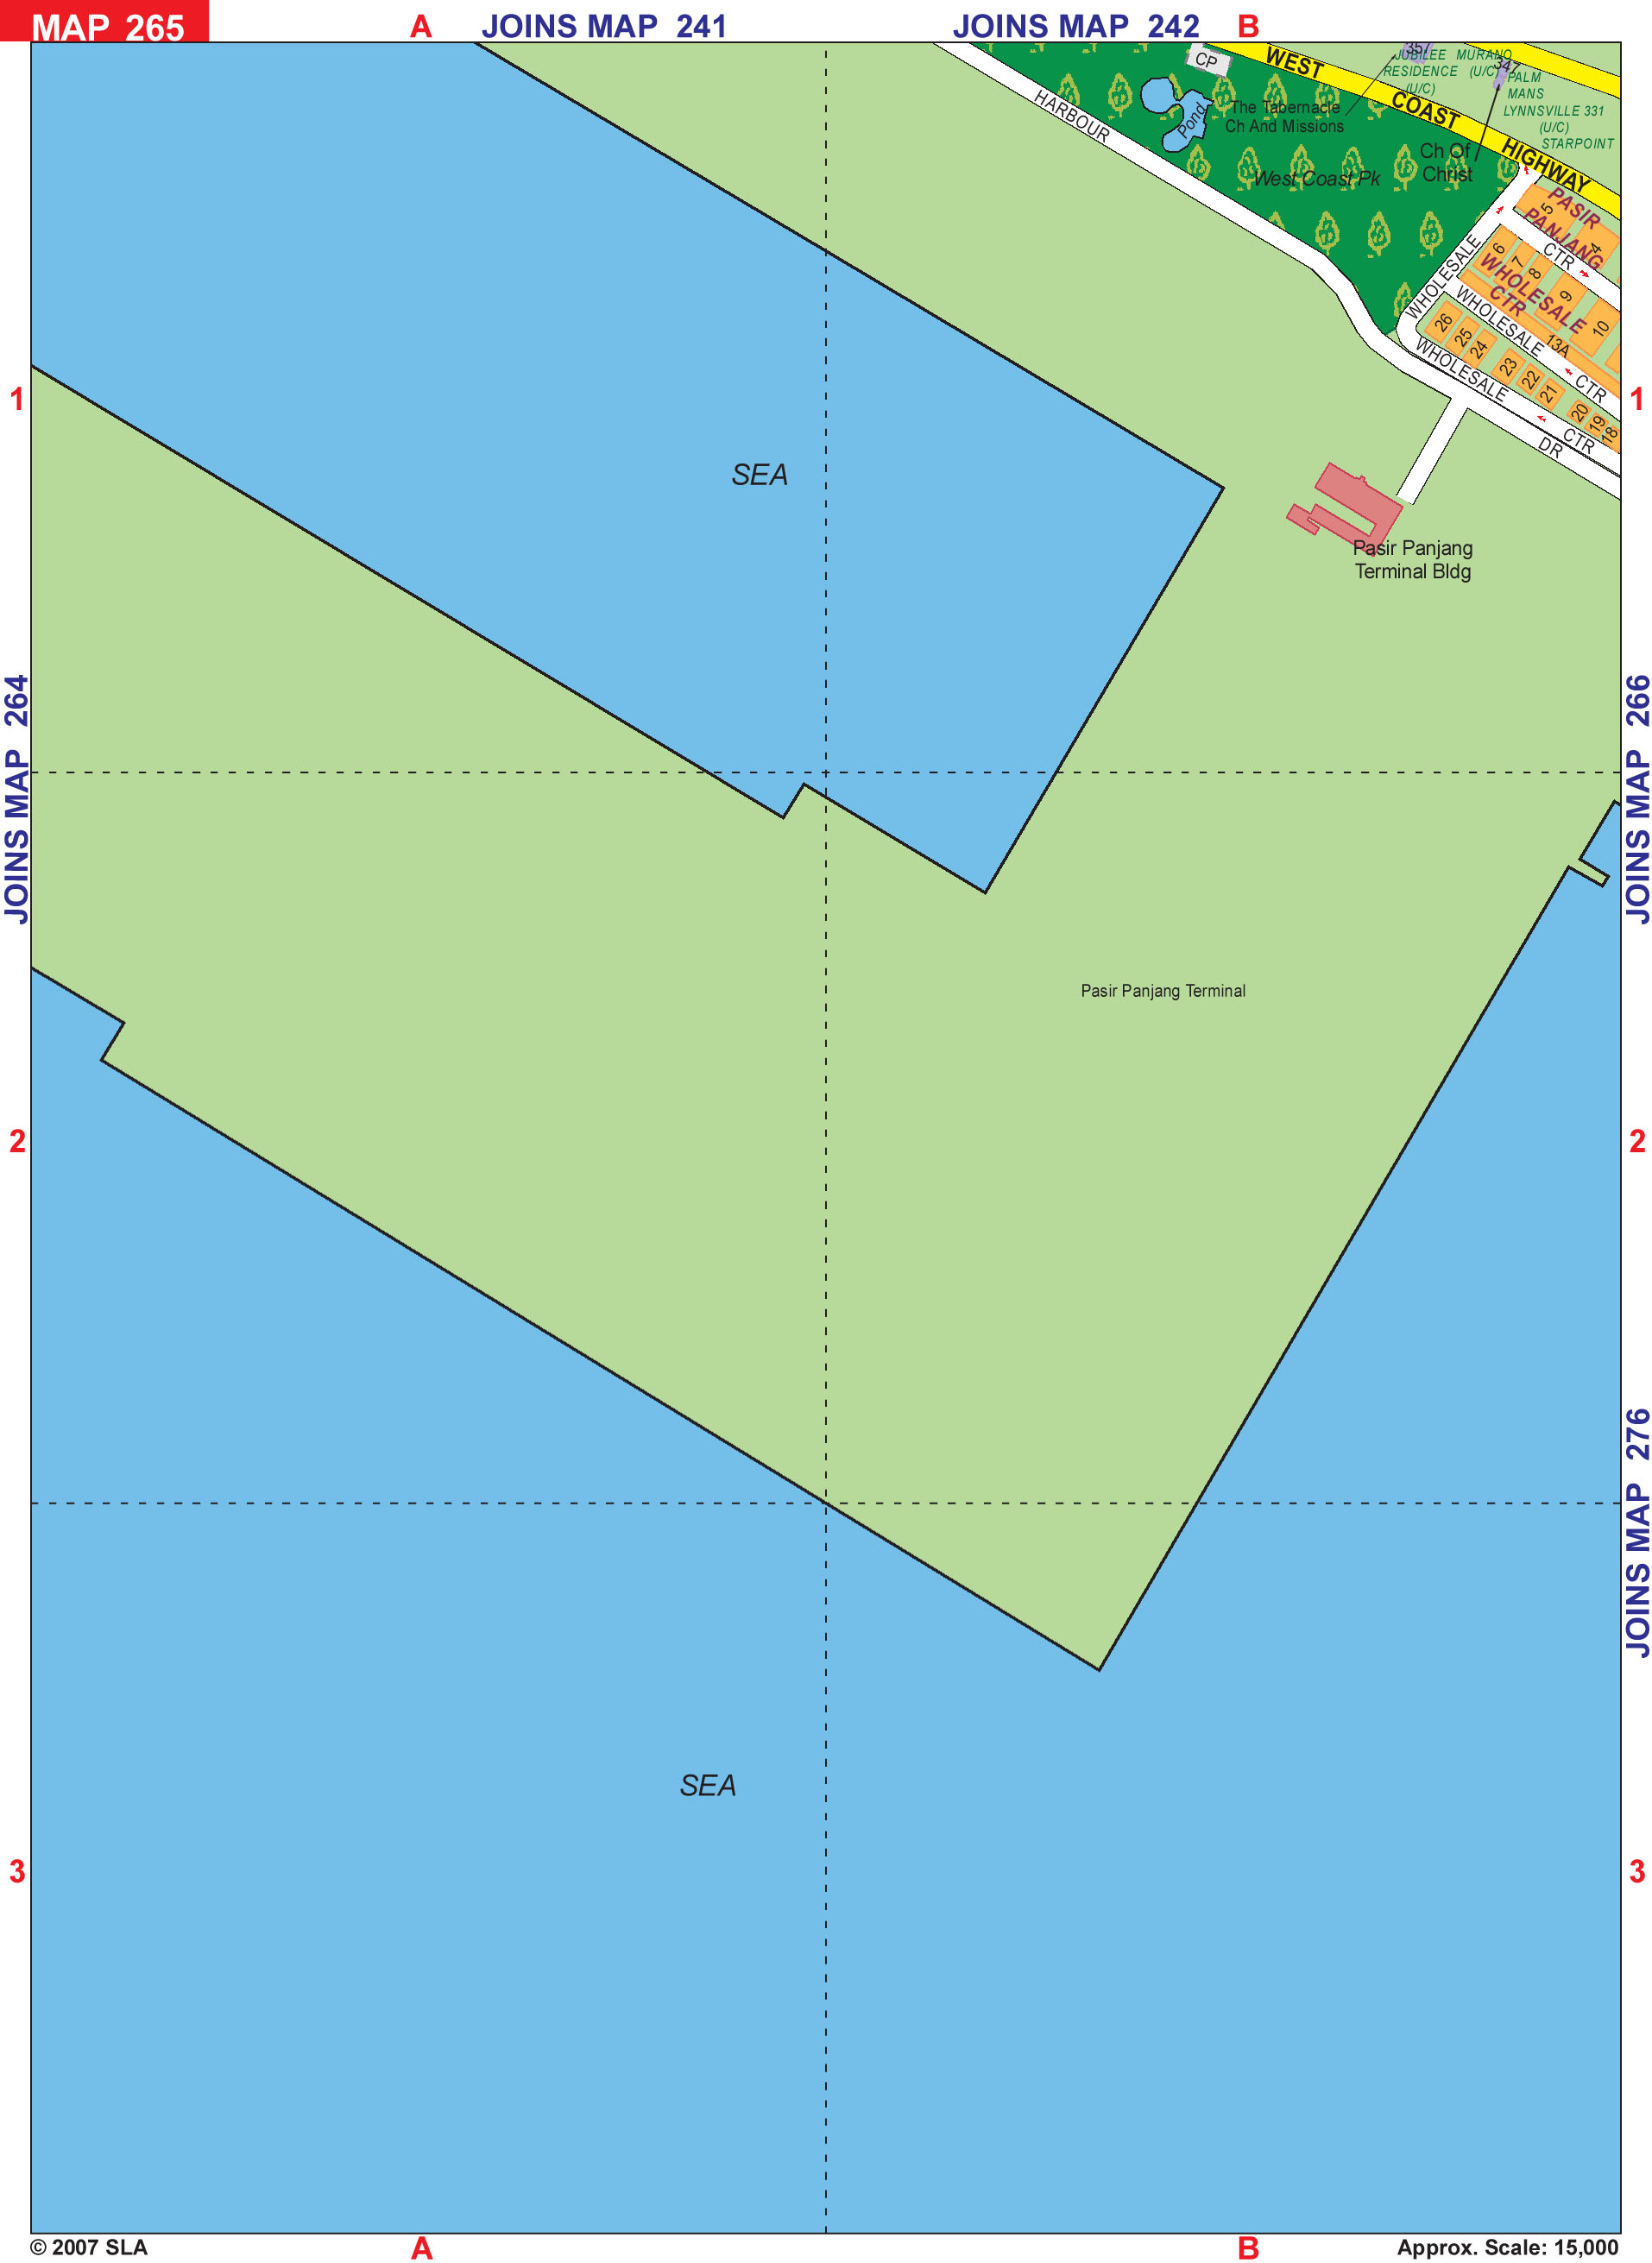 MAP 265
A
JOINS MAP 241
JOINS MAP 242
B
357
JUBILEE
RESIDENCE
(U/C)
MURANO
(U/C)
347
PALM
MANS
LYNNSVILLE 331
(U/C)
STARPOINT
CP
WEST COAST HIGHWAY
HARBOUR
Pond
The Tabernacle
Ch And Missions
Ch Of
Christ
West Coast Pk
PASIR
PANJANG
WHOLESALE
CTR
5
4
CTR
6
7
8
9
10
13A
WHOLESALE
WHOLESALE
CTR
26
25
24
23
22
21
20
19
18
WHOLESALE
CTR
DR
1
1
SEA
Pasir Panjang
Terminal Bldg
JOINS MAP 264
JOINS MAP 266
Pasir Panjang Terminal
2
2
JOINS MAP 276
SEA
3
3
© 2007 SLA
A
B
Approx. Scale: 15,000